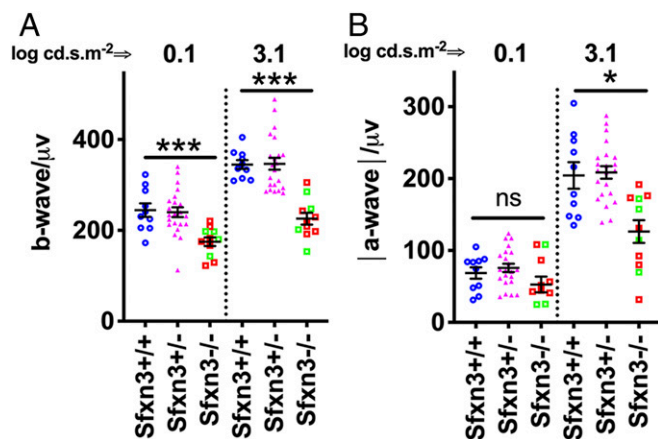 A
log cd.s.m⁻²⇒ 0.1 3.1
b-wave/µv
400
200
0
***
***
Sfxn3+/+
Sfxn3+/-
Sfxn3-/-
Sfxn3+/+
Sfxn3+/-
Sfxn3-/-
B
log cd.s.m⁻²⇒ 0.1 3.1
|a-wave |/µv
300
200
100
0
ns
*
Sfxn3+/+
Sfxn3+/-
Sfxn3-/-
Sfxn3+/+
Sfxn3+/-
Sfxn3-/-